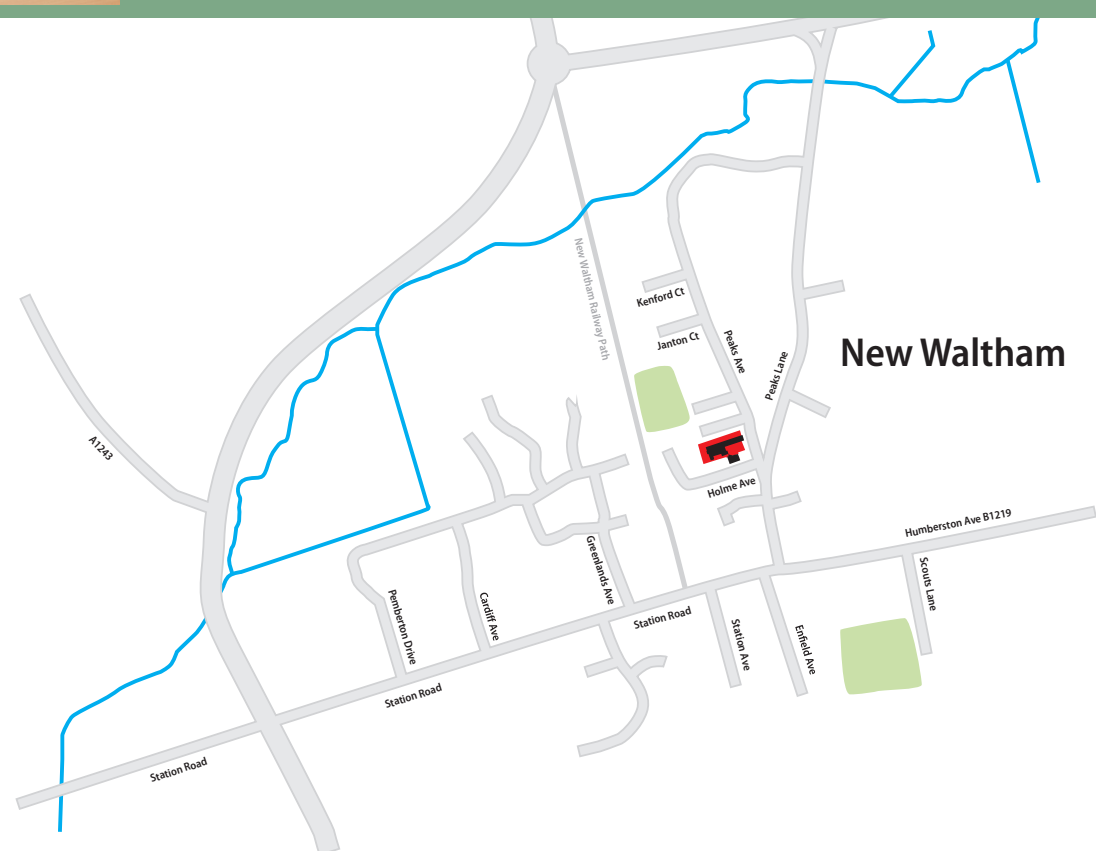 New Waltham Railway Path
Kenford Ct
Janton Ct
Peaks Ave
Peaks Lane
New Waltham
A1243
Holme Ave
Humberston Ave B1219
Greenlands Ave
Scouts Lane
Pemberton Drive
Cardiff Ave
Station Road
Station Ave
Enfield Ave
Station Road
Station Road